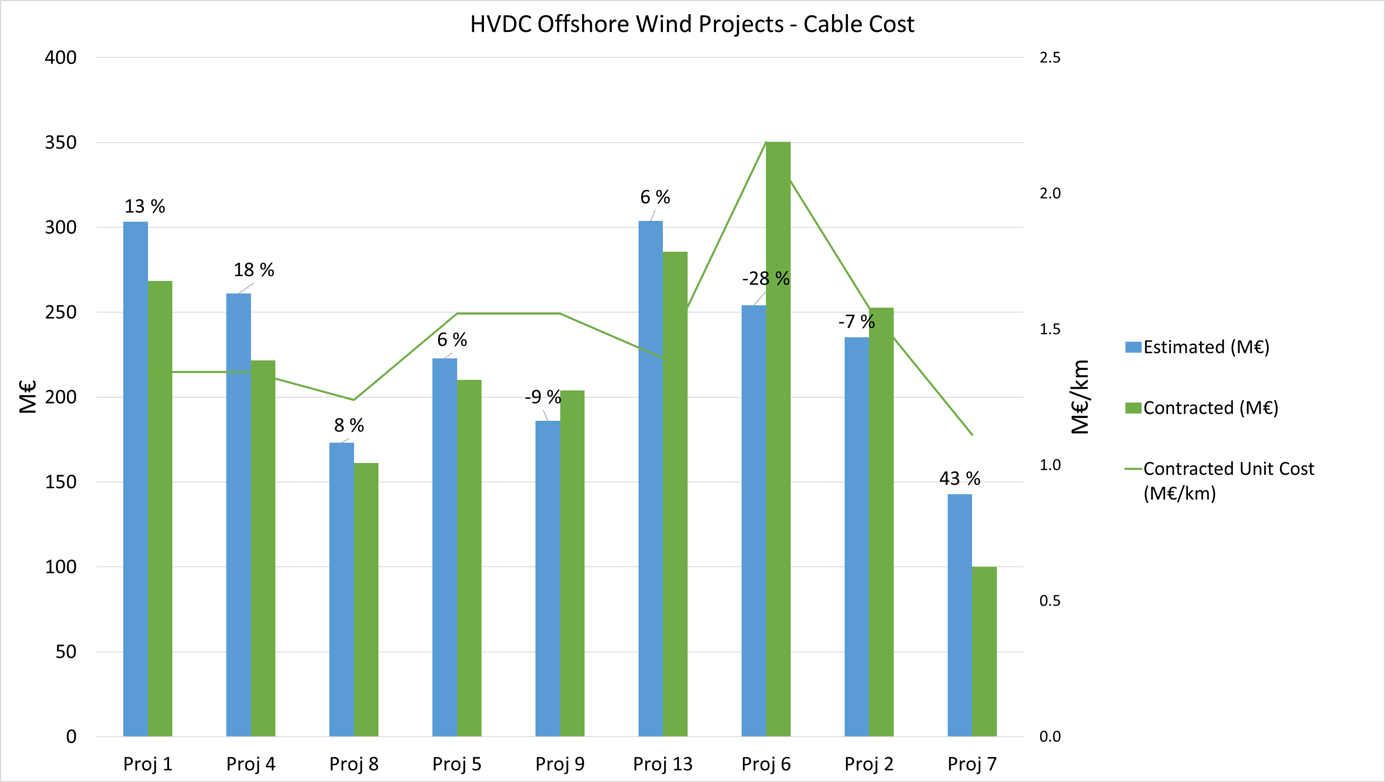 HVDC Offshore Wind Projects - Cable Cost
400
350
300
250
200
150
100
50
0
M€
2.5
2.0
1.5
1.0
0.5
0.0
M€/km
13 %
18 %
8 %
6 %
-9 %
6 %
-28 %
-7 %
43 %
Proj 1
Proj 4
Proj 8
Proj 5
Proj 9
Proj 13
Proj 6
Proj 2
Proj 7
Estimated (M€)
Contracted (M€)
Contracted Unit Cost
(M€/km)